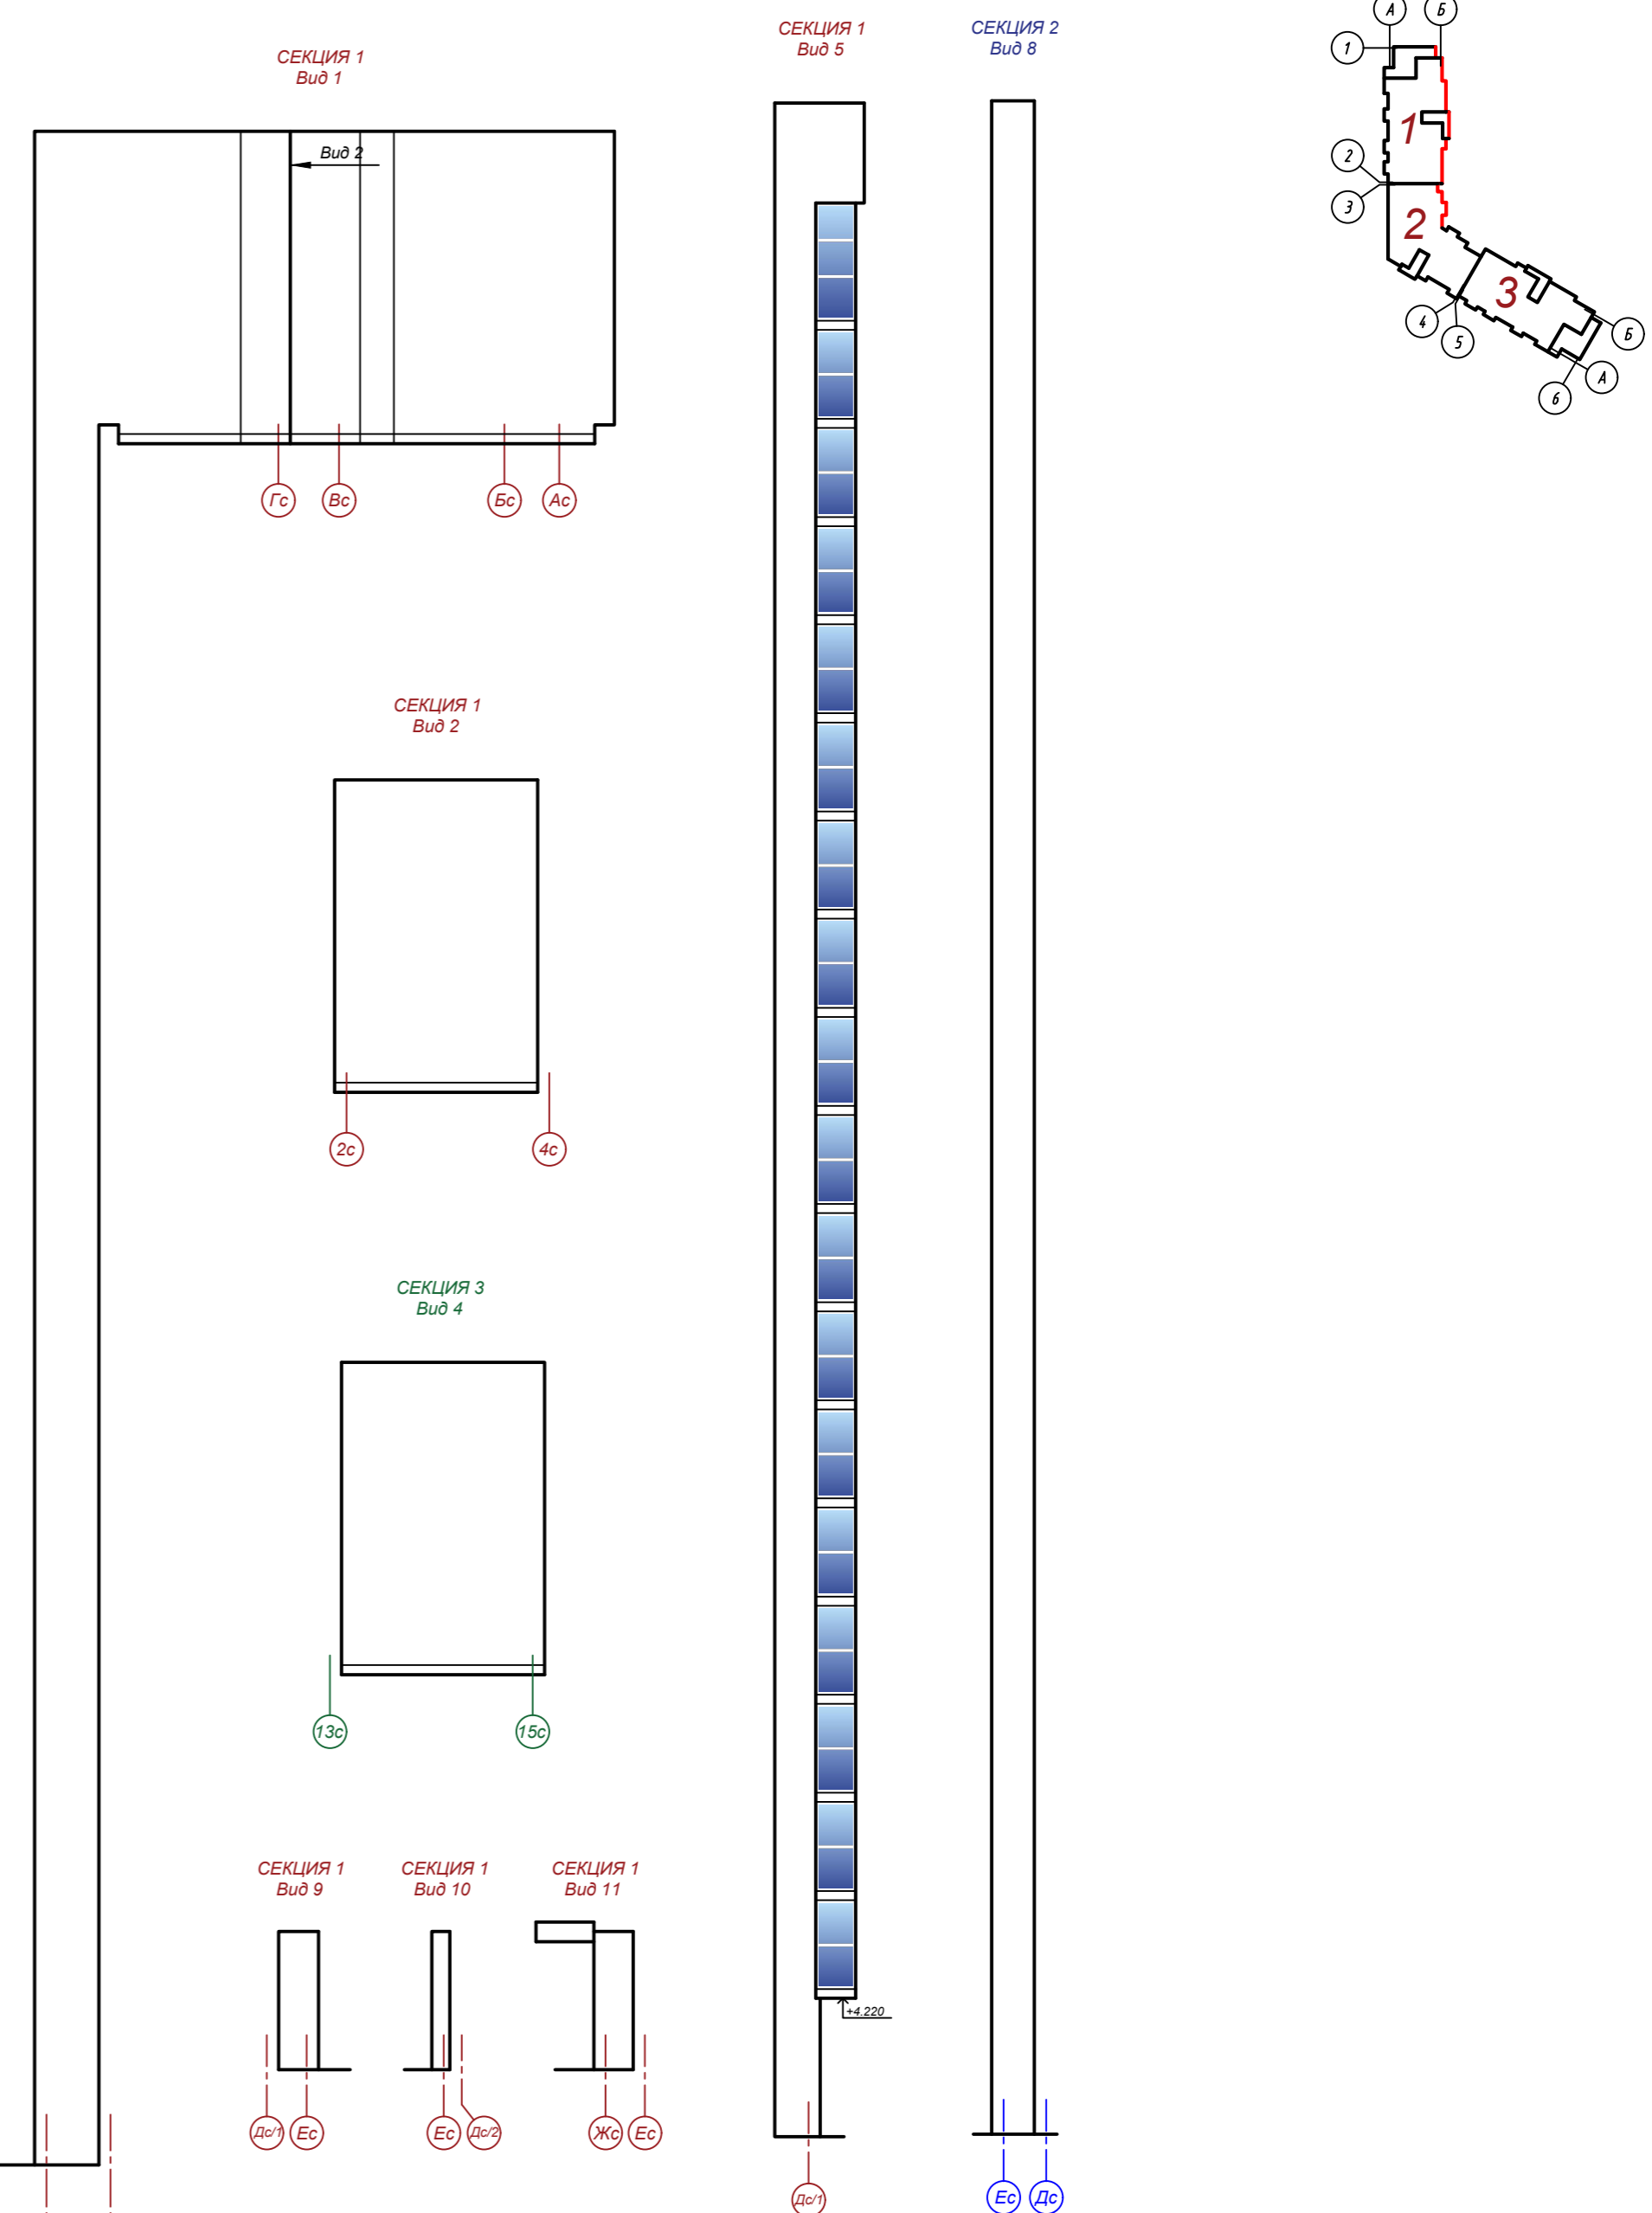 СЕКЦИЯ 1
Вид 1
Вид 2
Гс
Вс
Бс
Ас
СЕКЦИЯ 1
Вид 2
2с
4с
СЕКЦИЯ 3
Вид 4
13с
15с
СЕКЦИЯ 1
Вид 9
Дс/1
Ес
СЕКЦИЯ 1
Вид 10
Ес
Дс/2
СЕКЦИЯ 1
Вид 11
Жс
Ес
СЕКЦИЯ 1
Вид 5
+4.220
Дс/1
СЕКЦИЯ 2
Вид 8
Ес
Дс
А
Б
1
1
2
3
2
3
4
5
Б
А
6